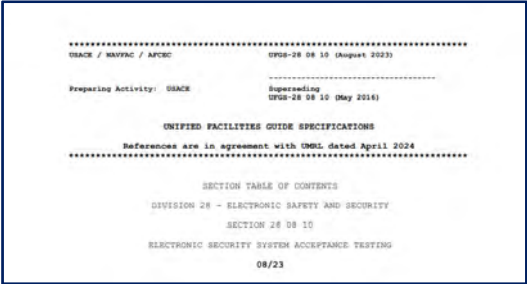 **************************************************************************
USACE / NAVFAC / AFCEC UFGS-28 08 10 (August 2023)
-----------------------------------
Preparing Activity: USACE Superseding
UFGS-28 08 10 (May 2016)
UNIFIED FACILITIES GUIDE SPECIFICATIONS
References are in agreement with UMRL dated April 2024
**************************************************************************
SECTION TABLE OF CONTENTS
DIVISION 28 - ELECTRONIC SAFETY AND SECURITY
SECTION 28 08 10
ELECTRONIC SECURITY SYSTEM ACCEPTANCE TESTING
08/23